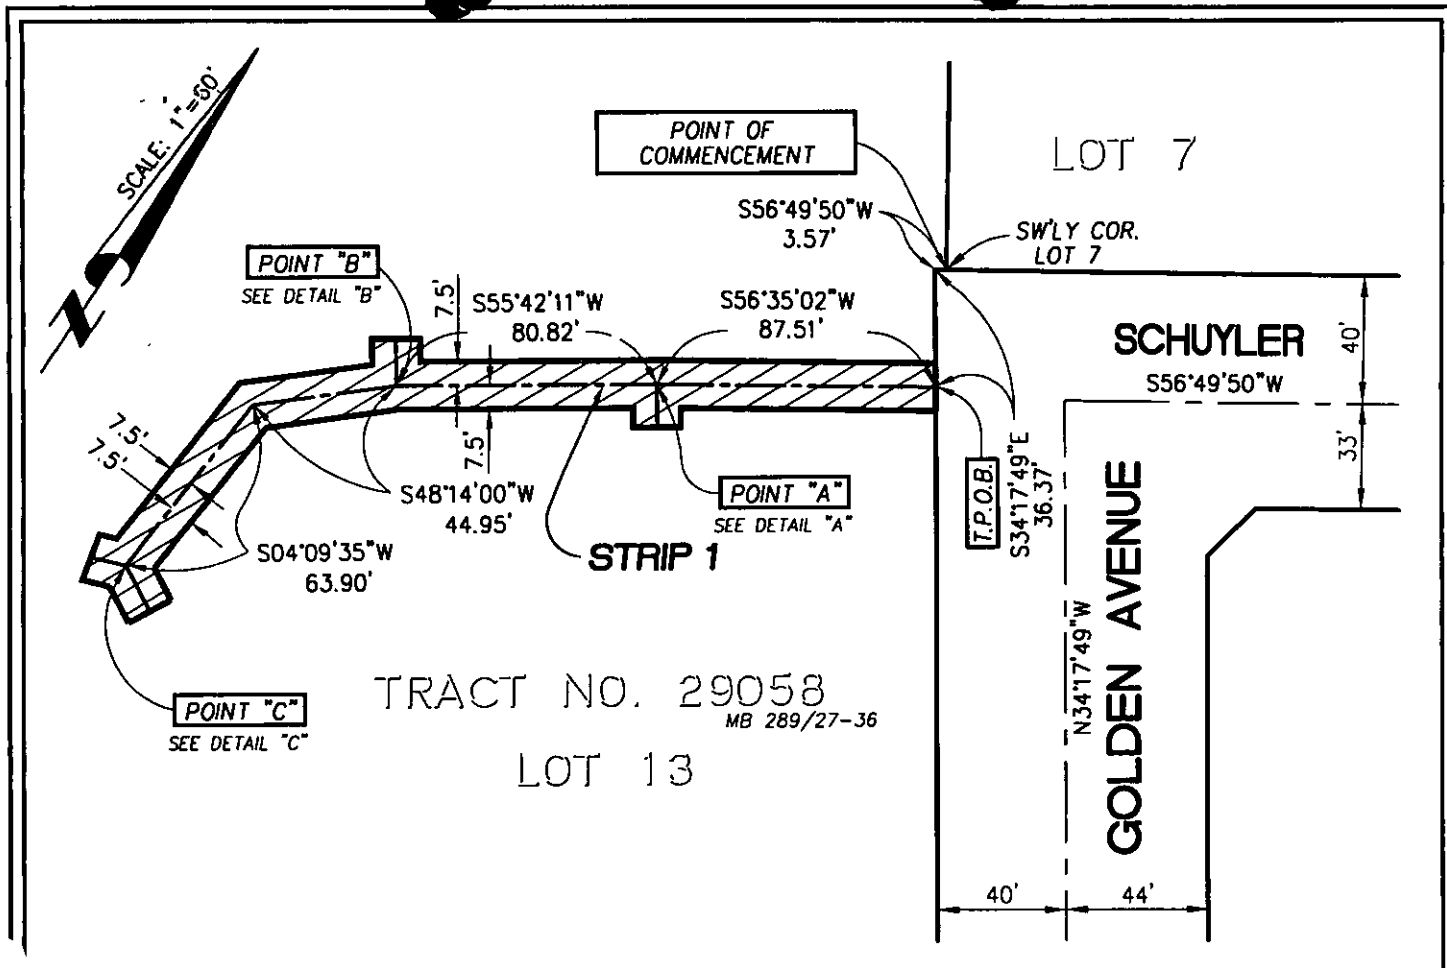 SCALE: 1"=60'
POINT OF
COMMENCEMENT
LOT 7
S56°49'50"W
3.57'
SW'LY COR.
LOT 7
POINT "B"
SEE DETAIL "B"
7.5'
S55°42'11"W
80.82'
S56°35'02"W
87.51'
SCHUYLER
S56°49'50"W
40'
33'
7.5'
7.5'
7.5'
S48°14'00"W
44.95'
POINT "A"
SEE DETAIL "A"
T.P.O.B.
S34°17'49"E
36.37'
S04°09'35"W
63.90'
STRIP 1
N34°17'49"W
GOLDEN AVENUE
POINT "C"
SEE DETAIL "C"
TRACT NO. 29058
MB 289/27-36
LOT 13
40'
44'
N